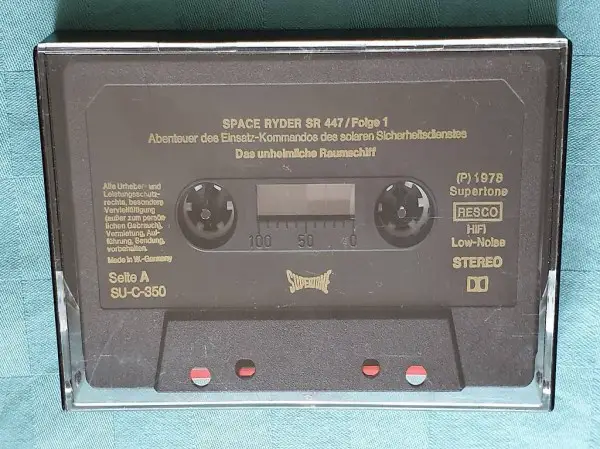 SPACE RYDER SR 447/Folge 1
Abenteuer des Einsatz-Kommandos des solaren Sicherheitsdienstes
Das unheimliche Raumschiff
Alle Urheber- und
Leistungsschutz-
rechte, besonders
Vervielfältigung
(außer zum persön-
lichen Gebrauch),
Vermietung, Auf-
führung, Sendung,
vorbehalten.
Made in W.-Germany
Seite A
SU-C-350
100 50 0
SUPERTONE
(P) 1978
Supertone
RESCO
HiFi
Low-Noise
STEREO